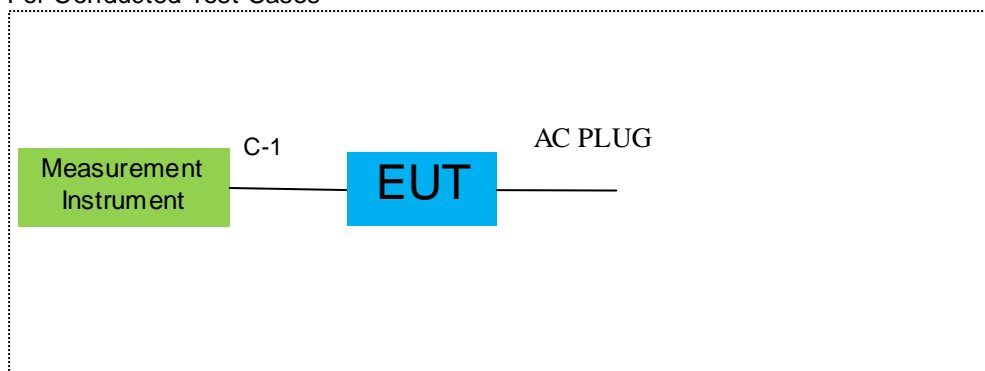 For Conducted Test Cases
C-1
AC PLUG
Measurement
Instrument
EUT